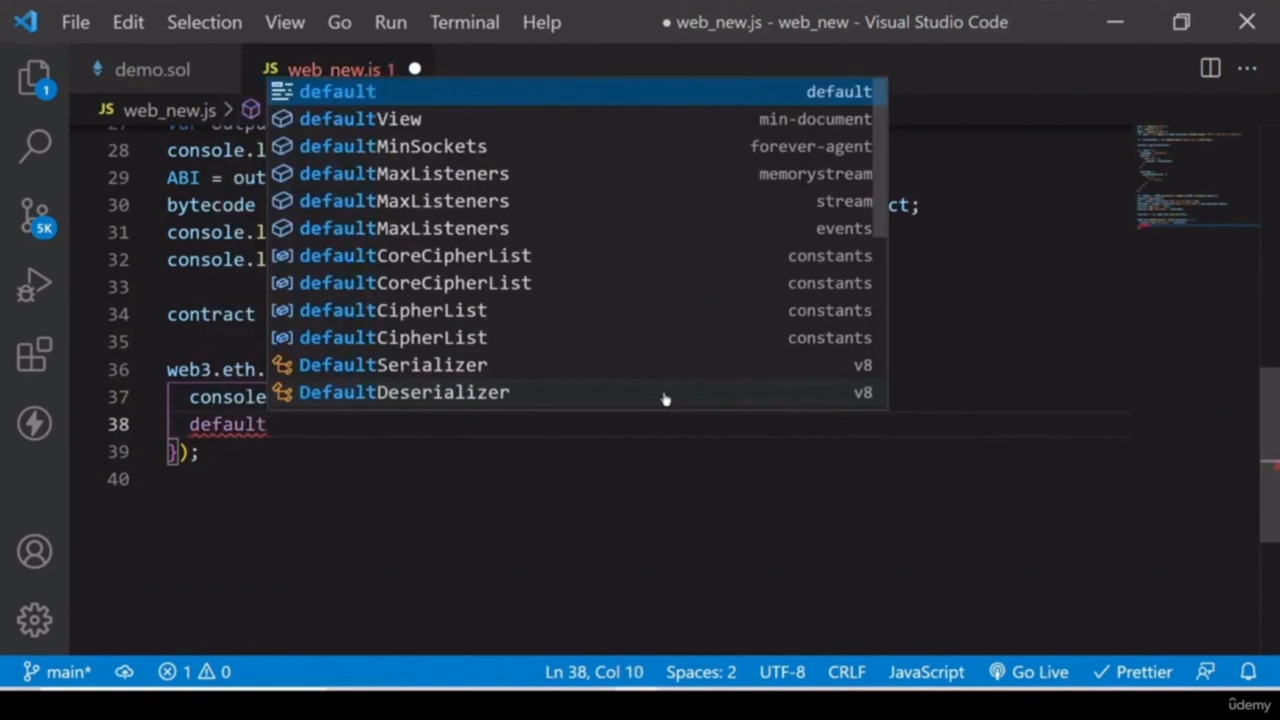 File Edit Selection View Go Run Terminal Help ● web_new.js - web_new - Visual Studio Code
demo.sol JS web_new.js 1
JS web_new.js >
default default
defaultView min-document
defaultMinSockets forever-agent
defaultMaxListeners memorystream
defaultMaxListeners stream
defaultMaxListeners events
defaultCoreCipherList constants
defaultCoreCipherList constants
defaultCipherList constants
defaultCipherList constants
DefaultSerializer v8
DefaultDeserializer v8
28 console.l
29 ABI = out
30 bytecode ct;
31 console.l
32 console.l
33
34 contract
35
36 web3.eth.
37 console
38 default
39 });
40
1
5K
main* 1 0 Ln 38, Col 10 Spaces: 2 UTF-8 CRLF JavaScript Go Live Prettier
ûdemy